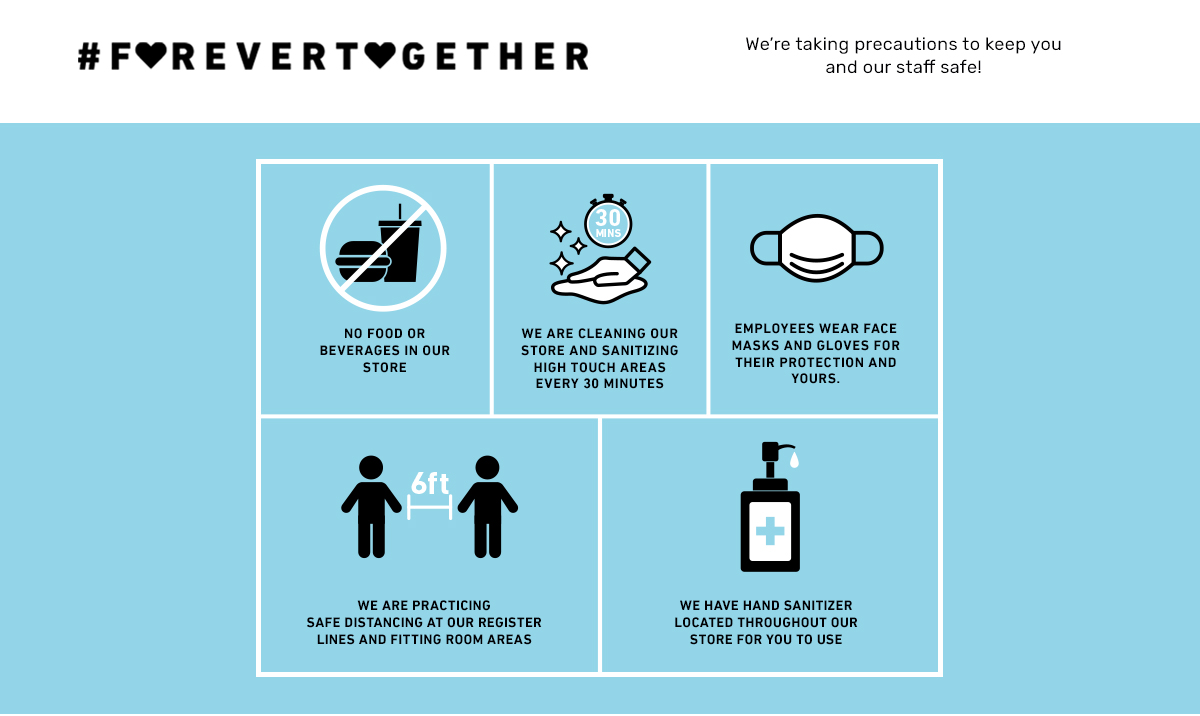 #F♥REVERT♥GETHER
We're taking precautions to keep you
and our staff safe!
NO FOOD OR
BEVERAGES IN OUR
STORE
30
MINS
WE ARE CLEANING OUR
STORE AND SANITIZING
HIGH TOUCH AREAS
EVERY 30 MINUTES
EMPLOYEES WEAR FACE
MASKS AND GLOVES FOR
THEIR PROTECTION AND
YOURS.
6ft
WE ARE PRACTICING
SAFE DISTANCING AT OUR REGISTER
LINES AND FITTING ROOM AREAS
WE HAVE HAND SANITIZER
LOCATED THROUGHOUT OUR
STORE FOR YOU TO USE